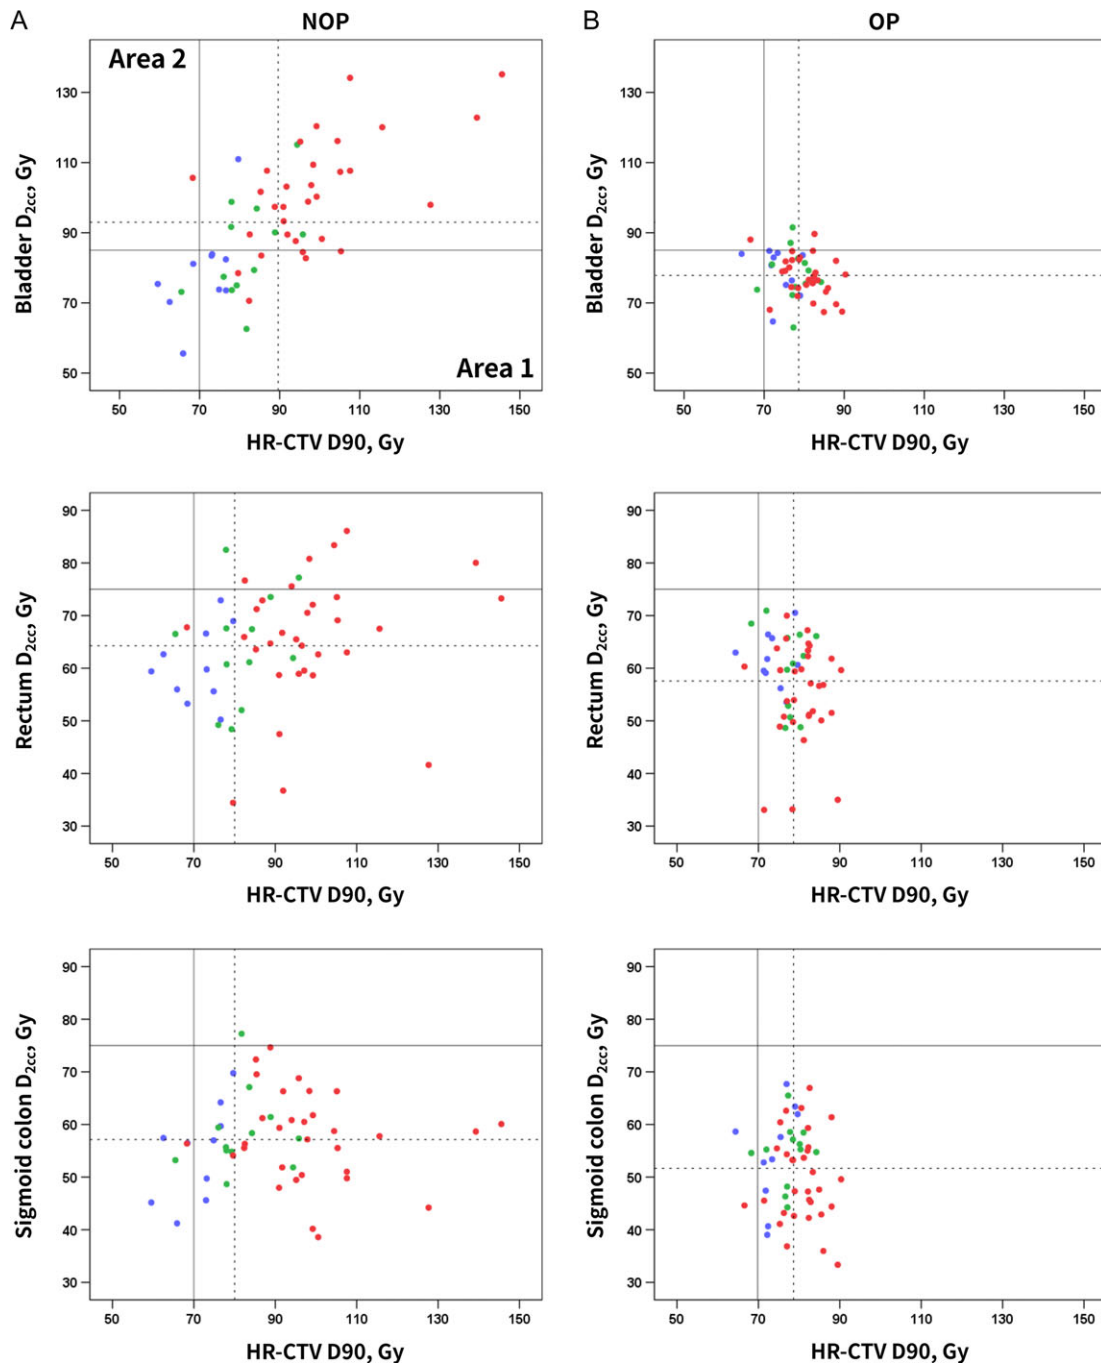 A
NOP
B
OP
Area 2
Area 1
Bladder D2cc, Gy
130
110
90
70
50
50 70 90 110 130 150
HR-CTV D90, Gy
Bladder D2cc, Gy
130
110
90
70
50
50 70 90 110 130 150
HR-CTV D90, Gy
Rectum D2cc, Gy
90
80
70
60
50
40
30
50 70 90 110 130 150
HR-CTV D90, Gy
Rectum D2cc, Gy
90
80
70
60
50
40
30
50 70 90 110 130 150
HR-CTV D90, Gy
Sigmoid colon D2cc, Gy
90
80
70
60
50
40
30
50 70 90 110 130 150
HR-CTV D90, Gy
Sigmoid colon D2cc, Gy
90
80
70
60
50
40
30
50 70 90 110 130 150
HR-CTV D90, Gy